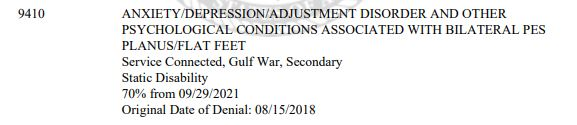 9410 ANXIETY/DEPRESSION/ADJUSTMENT DISORDER AND OTHER
PSYCHOLOGICAL CONDITIONS ASSOCIATED WITH BILATERAL PES
PLANUS/FLAT FEET
Service Connected, Gulf War, Secondary
Static Disability
70% from 09/29/2021
Original Date of Denial: 08/15/2018